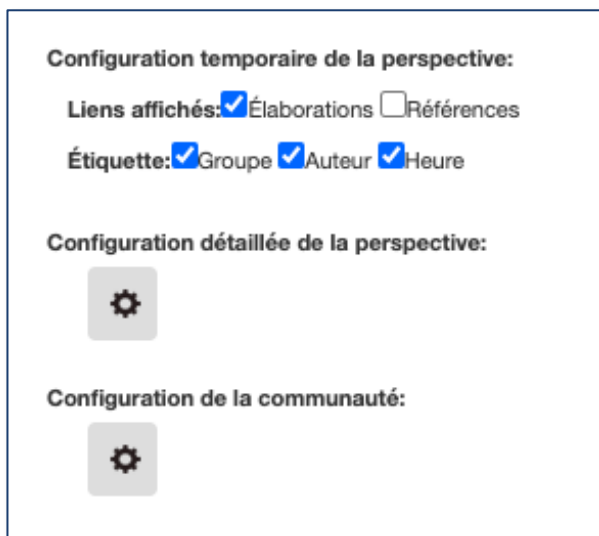 Configuration temporaire de la perspective:
Liens affichés: Élaborations Références
Étiquette: Groupe Auteur Heure
Configuration détaillée de la perspective:
Configuration de la communauté: